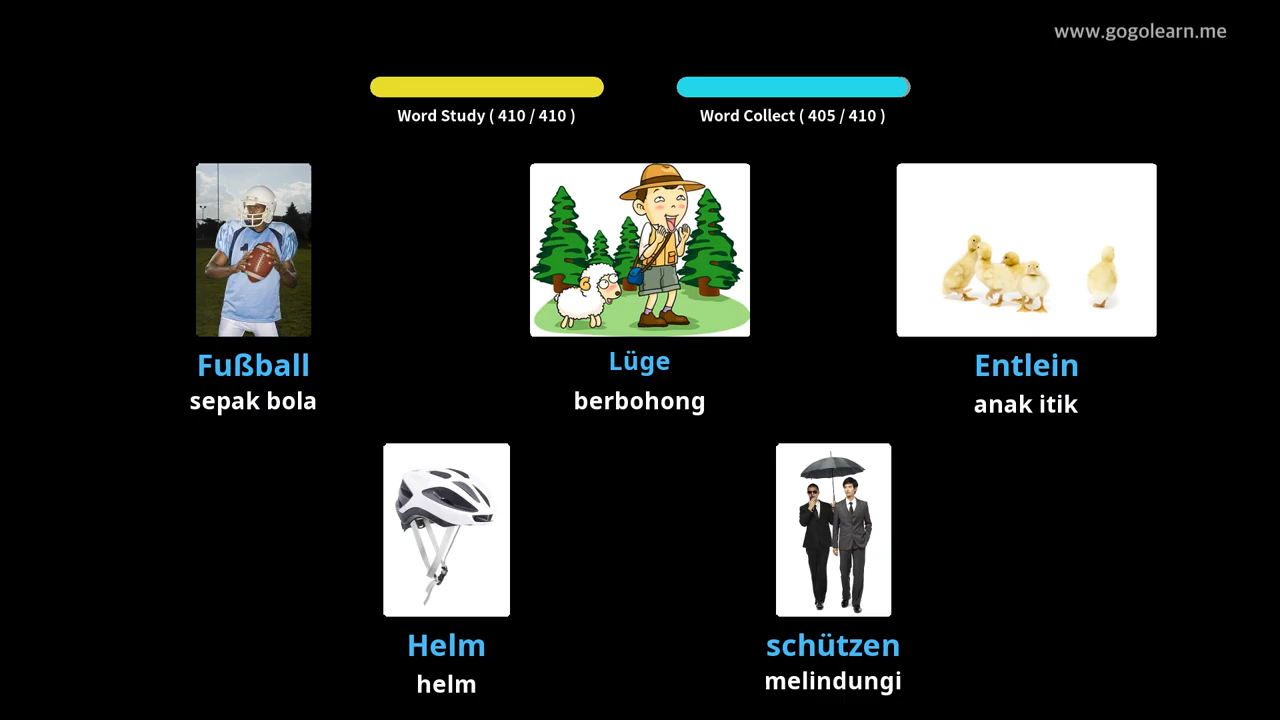 www.gogolearn.me
Word Study ( 410 / 410 )
Word Collect ( 405 / 410 )
Fußball
sepak bola
Lüge
berbohong
Entlein
anak itik
Helm
helm
schützen
melindungi